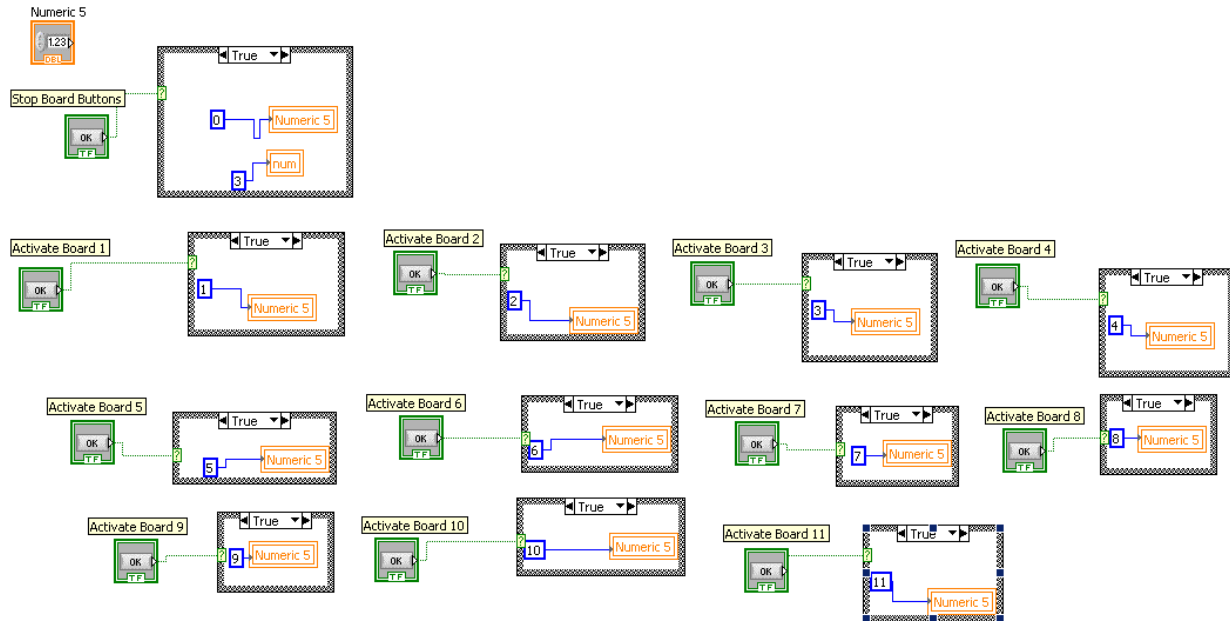 Numeric 5
1.23
DBL
True
Stop Board Buttons
OK
TF
0
Numeric 5
num
3
Activate Board 1
True
OK
TF
1
Numeric 5
Activate Board 2
True
OK
TF
2
Numeric 5
Activate Board 3
True
OK
TF
3
Numeric 5
Activate Board 4
True
OK
TF
4
Numeric 5
Activate Board 5
True
OK
TF
5
Numeric 5
Activate Board 6
True
OK
TF
6
Numeric 5
Activate Board 7
True
OK
TF
7
Numeric 5
Activate Board 8
True
OK
TF
8
Numeric 5
Activate Board 9
True
OK
TF
9
Numeric 5
Activate Board 10
True
OK
TF
10
Numeric 5
Activate Board 11
True
OK
TF
11
Numeric 5